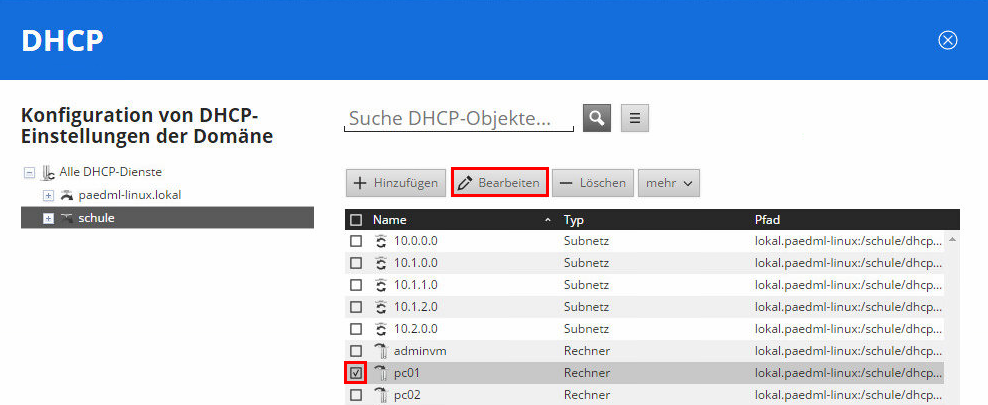 DHCP
Konfiguration von DHCP-
Einstellungen der Domäne
Alle DHCP-Dienste
paedml-linux.lokal
schule
Suche DHCP-Objekte...
Hinzufügen Bearbeiten Löschen mehr
Name Typ Pfad
10.0.0.0 Subnetz lokal.paedml-linux:/schule/dhcp...
10.1.0.0 Subnetz lokal.paedml-linux:/schule/dhcp...
10.1.1.0 Subnetz lokal.paedml-linux:/schule/dhcp...
10.1.2.0 Subnetz lokal.paedml-linux:/schule/dhcp...
10.2.0.0 Subnetz lokal.paedml-linux:/schule/dhcp...
adminvm Rechner lokal.paedml-linux:/schule/dhcp...
pc01 Rechner lokal.paedml-linux:/schule/dhcp...
pc02 Rechner lokal.paedml-linux:/schule/dhcp...